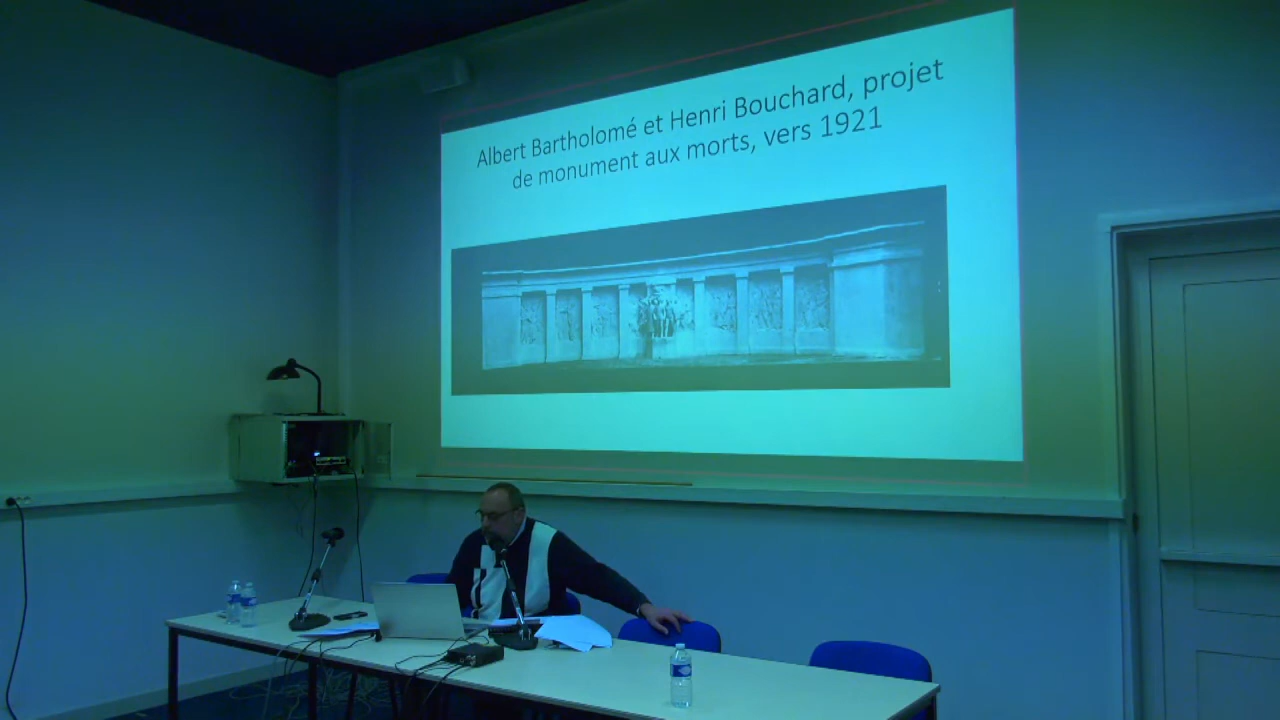 Albert Bartholomé et Henri Bouchard, projet
de monument aux morts, vers 1921